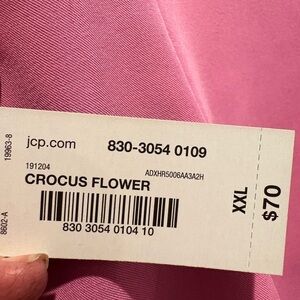 jcp.com 830-3054 0109
191204 ADXHR5006AA3A2H
CROCUS FLOWER
830 3054 0104 10
19963-8
8602-A
XXL
$70